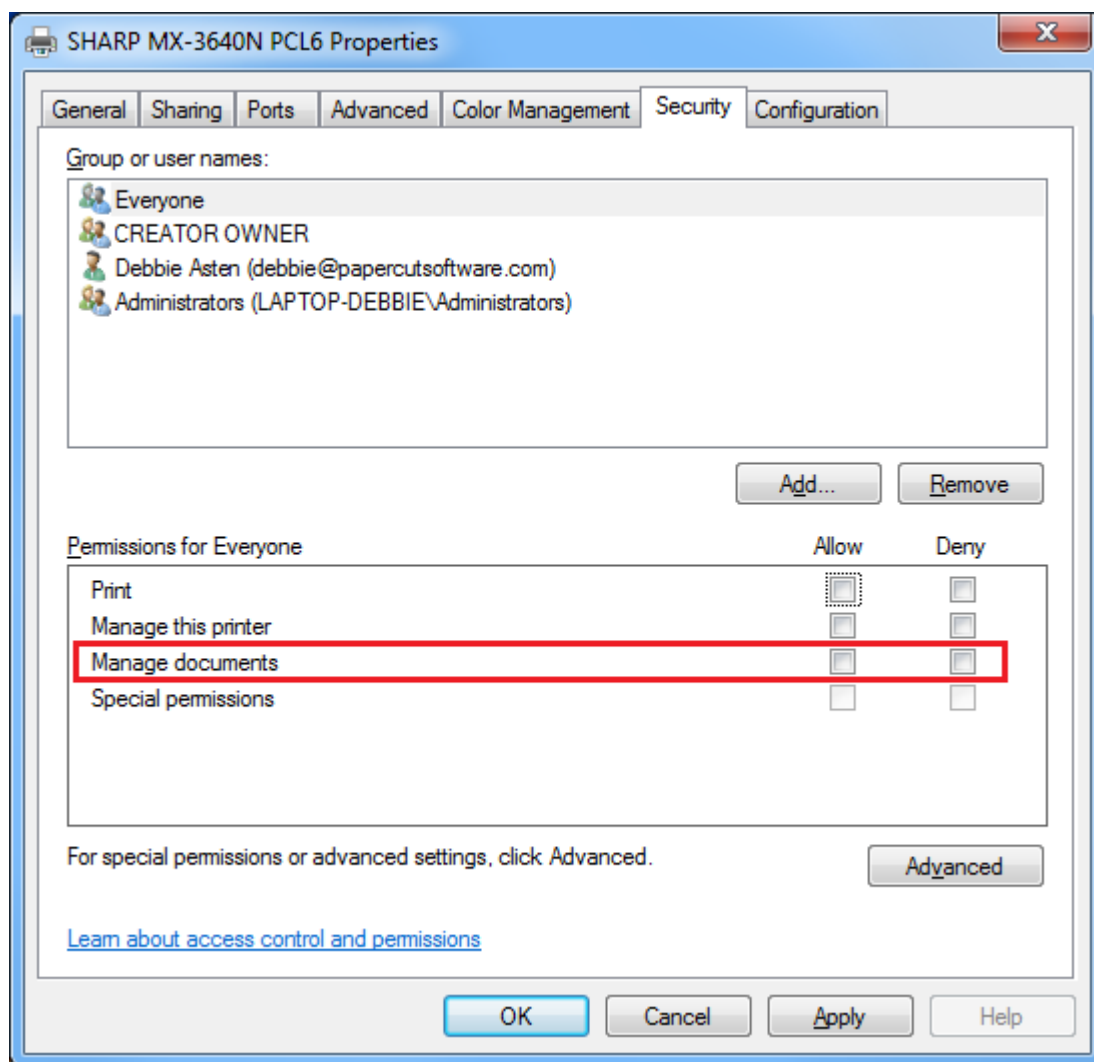 SHARP MX-3640N PCL6 Properties
General Sharing Ports Advanced Color Management Security Configuration
Group or user names:
Everyone
CREATOR OWNER
Debbie Asten (debbie@papercutsoftware.com)
Administrators (LAPTOP-DEBBIE\Administrators)
Add... Remove
Permissions for Everyone Allow Deny
Print
Manage this printer
Manage documents
Special permissions
For special permissions or advanced settings, click Advanced.
Advanced
Learn about access control and permissions
OK Cancel Apply Help